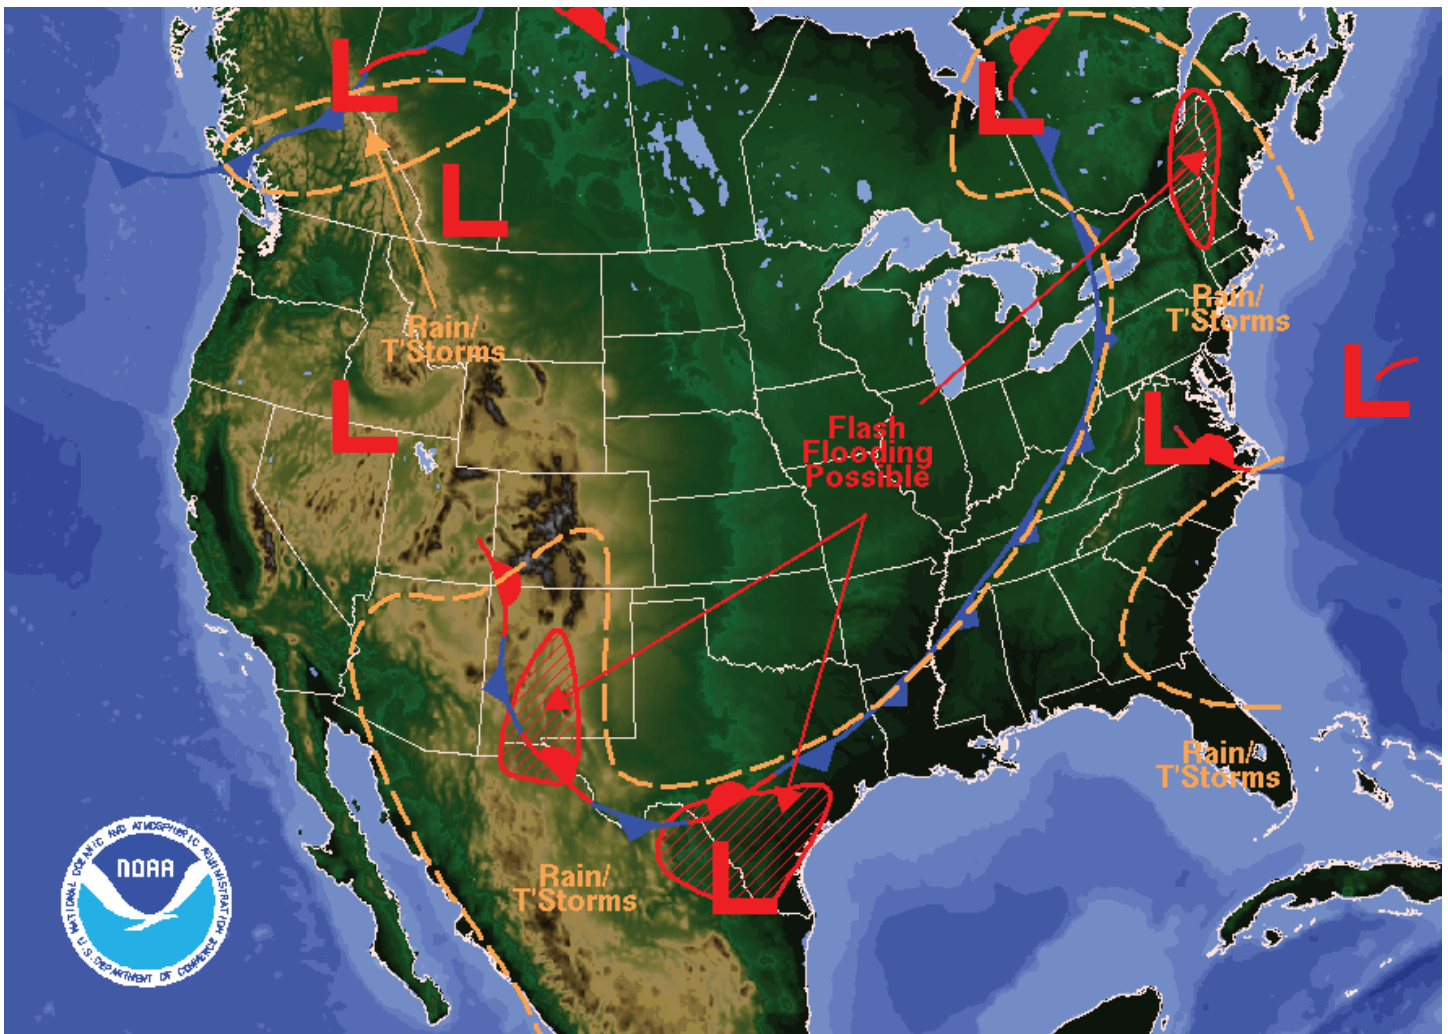 L
L
L
L
L
L
L
Rain/
T'Storms
Rain/
T'Storms
Flash
Flooding
Possible
Rain/
T'Storms
Rain/
T'Storms
NATIONAL OCEANIC AND ATMOSPHERIC ADMINISTRATION
NOAA
U.S. DEPARTMENT OF COMMERCE